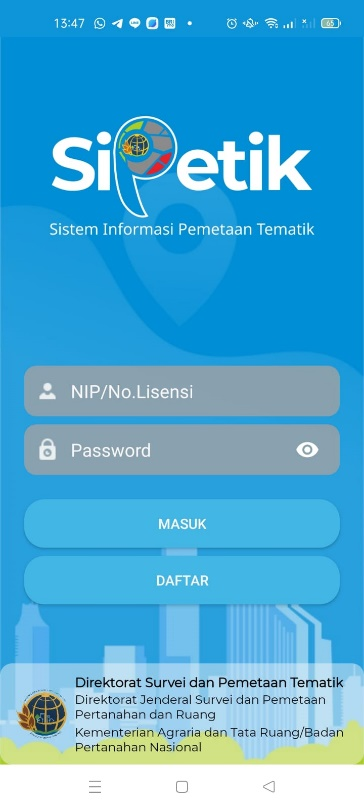 13:47
65
SiPetik
Sistem Informasi Pemetaan Tematik
NIP/No.Lisensi
Password
MASUK
DAFTAR
Direktorat Survei dan Pemetaan Tematik
Direktorat Jenderal Survei dan Pemetaan
Pertanahan dan Ruang
Kementerian Agraria dan Tata Ruang/Badan
Pertanahan Nasional